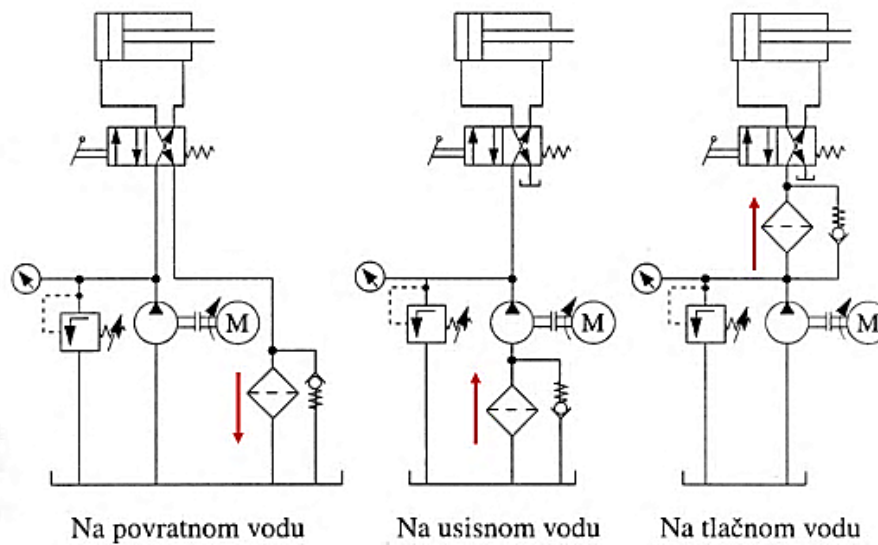 M
M
M
Na povratnom vodu
Na usisnom vodu
Na tlačnom vodu